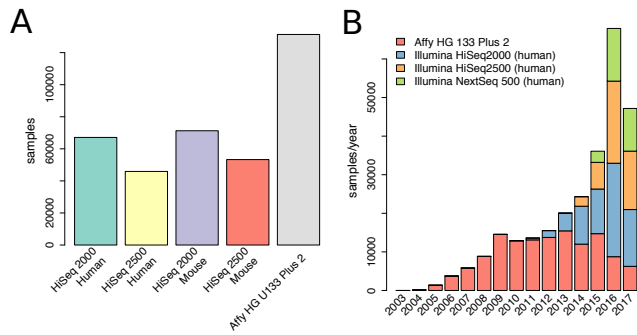 A
samples
0
20000
60000
100000
HiSeq 2000
Human
HiSeq 2500
Human
HiSeq 2000
Mouse
HiSeq 2500
Mouse
Affy HG U133 Plus 2
B
Affy HG 133 Plus 2
Illumina HiSeq2000 (human)
Illumina HiSeq2500 (human)
Illumina NextSeq 500 (human)
samples/year
0
10000
30000
50000
2003
2004
2005
2006
2007
2008
2009
2010
2011
2012
2013
2014
2015
2016
2017